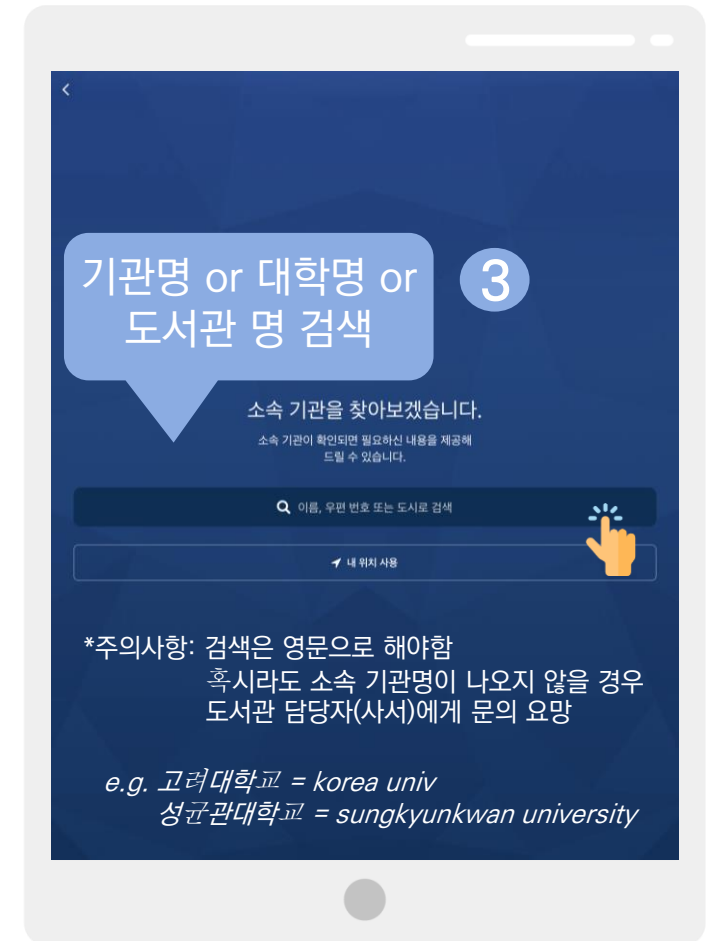 기관명 or 대학명 or
도서관 명 검색
3
소속 기관을 찾아보겠습니다.
소속 기관이 확인되면 필요하신 내용을 제공해
드릴 수 있습니다.
이름, 우편 번호 또는 도시로 검색
내 위치 사용
*주의사항: 검색은 영문으로 해야함
혹시라도 소속 기관명이 나오지 않을 경우
도서관 담당자(사서)에게 문의 요망
e.g. 고려대학교 = korea univ
성균관대학교 = sungkyunkwan university